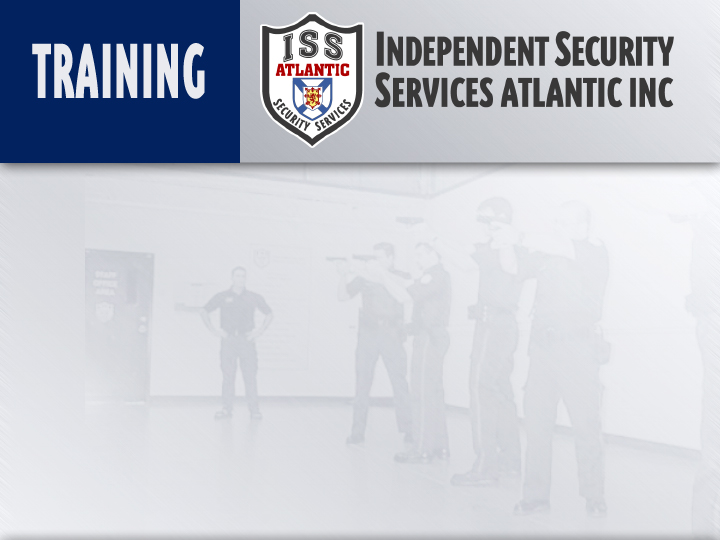 TRAINING
ISS
ATLANTIC
SECURITY SERVICES
INDEPENDENT SECURITY
SERVICES ATLANTIC INC